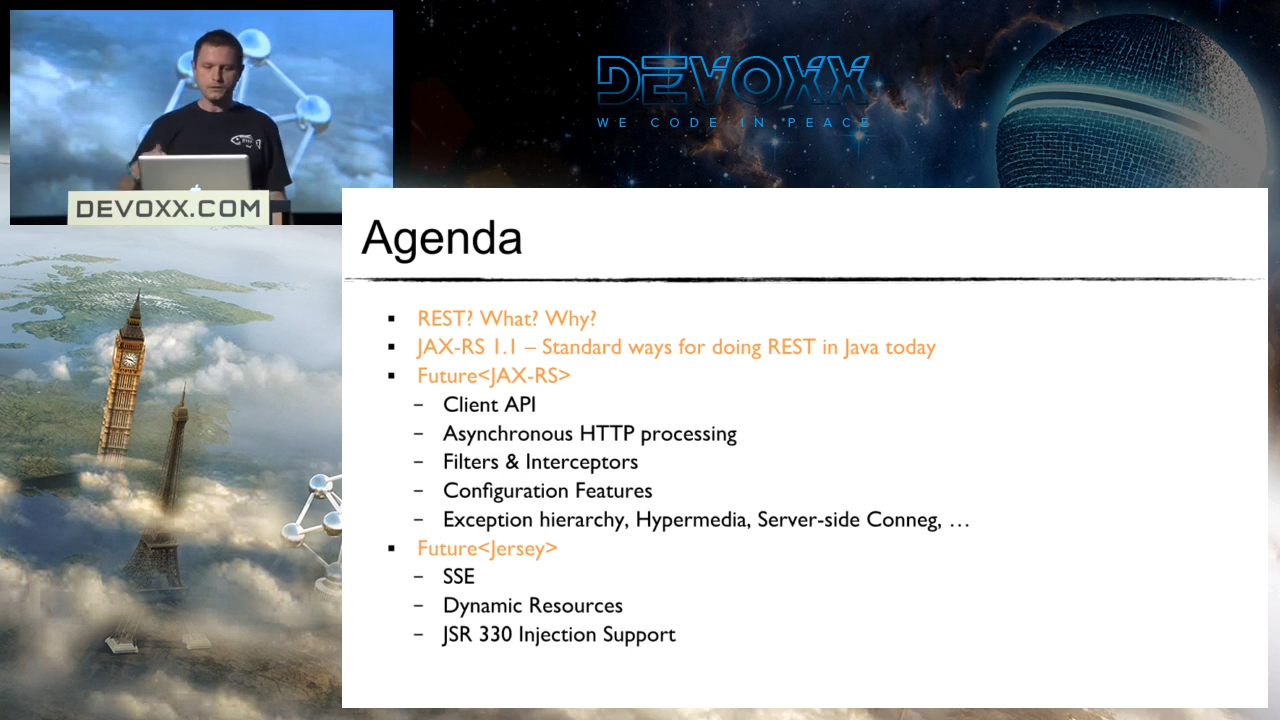 DEVOXX
WE CODE IN PEACE
DEVOXX.COM
Agenda
REST? What? Why?
JAX-RS 1.1 – Standard ways for doing REST in Java today
Future<JAX-RS>
– Client API
– Asynchronous HTTP processing
– Filters & Interceptors
– Configuration Features
– Exception hierarchy, Hypermedia, Server-side Conneg, …
Future<Jersey>
– SSE
– Dynamic Resources
– JSR 330 Injection Support